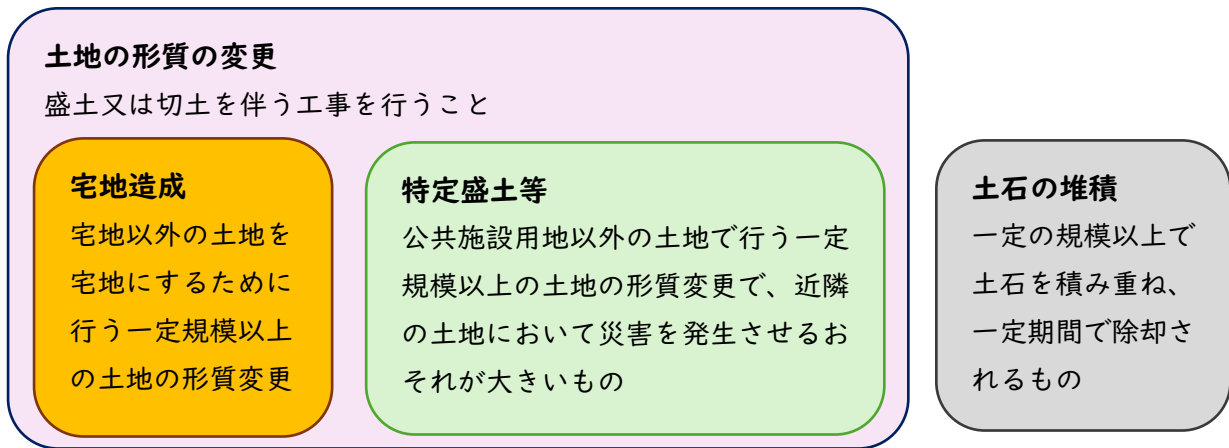 土地の形質の変更
盛土又は切土を伴う工事を行うこと
宅地造成
宅地以外の土地を
宅地にするために
行う一定規模以上
の土地の形質変更
特定盛土等
公共施設用地以外の土地で行う一定
規模以上の土地の形質変更で、近隣
の土地において災害を発生させるお
それが大きいもの
土石の堆積
一定の規模以上で
土石を積み重ね、
一定期間で除却さ
れるもの